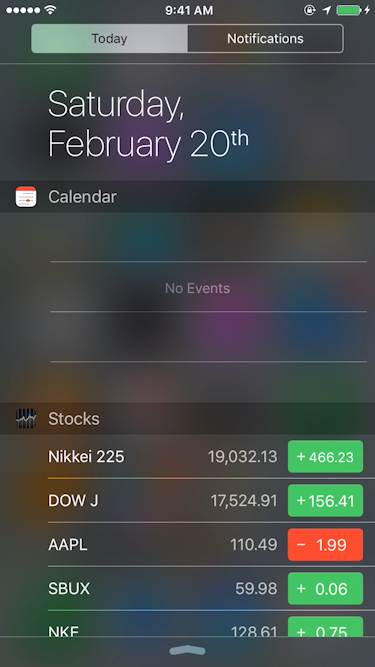 9:41 AM
Today Notifications
Saturday,
February 20th
Calendar
No Events
Stocks
Nikkei 225 19,032.13 +466.23
DOW J 17,524.91 +156.41
AAPL 110.49 − 1.99
SBUX 59.98 + 0.06
NKE 128.61 + 0.75